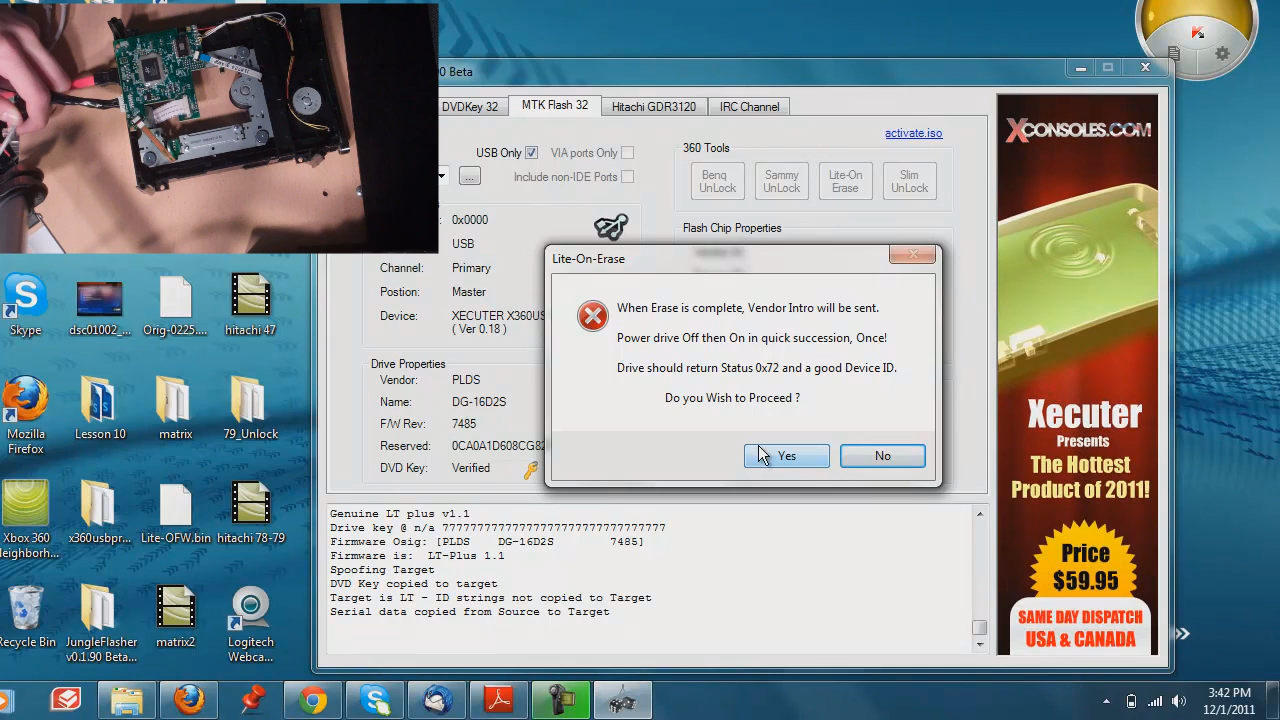 00 Beta
DVDKey 32
MTK Flash 32
Hitachi GDR3120
IRC Channel
activate.iso
USB Only
VIA ports Only
Include non-IDE Ports
360 Tools
Benq
UnLock
Sammy
UnLock
Lite-On
Erase
Slim
UnLock
: 0x0000
USB
Channel: Primary
Postion: Master
Device: XECUTER X360US
( Ver 0.18 )
Flash Chip Properties
Drive Properties
Vendor: PLDS
Name: DG-16D2S
F/W Rev: 7485
Reserved: 0CA0A1D608CG82
DVD Key: Verified
Lite-On-Erase
When Erase is complete, Vendor Intro will be sent.
Power drive Off then On in quick succession, Once!
Drive should return Status 0x72 and a good Device ID.
Do you Wish to Proceed ?
Yes
No
Genuine LT plus v1.1
Drive key @ n/a 77777777777777777777777777777777
Firmware Osig: [PLDS DG-16D2S 7485]
Firmware is: LT-Plus 1.1
Spoofing Target
DVD Key copied to target
Target is LT - ID strings not copied to Target
Serial data copied from Source to Target
XCONSOLES.COM
Xecuter
Presents
The Hottest
Product of 2011!
Price
$59.95
SAME DAY DISPATCH
USA & CANADA
Skype
dsc01002_...
Orig-0225....
hitachi 47
Mozilla
Firefox
Lesson 10
matrix
79_Unlock
Xbox 360
Neighborh...
x360usbpr...
Lite-OFW.bin
hitachi 78-79
Recycle Bin
JungleFlasher
v0.1.90 Beta...
matrix2
Logitech
Webca...
3:42 PM
12/1/2011